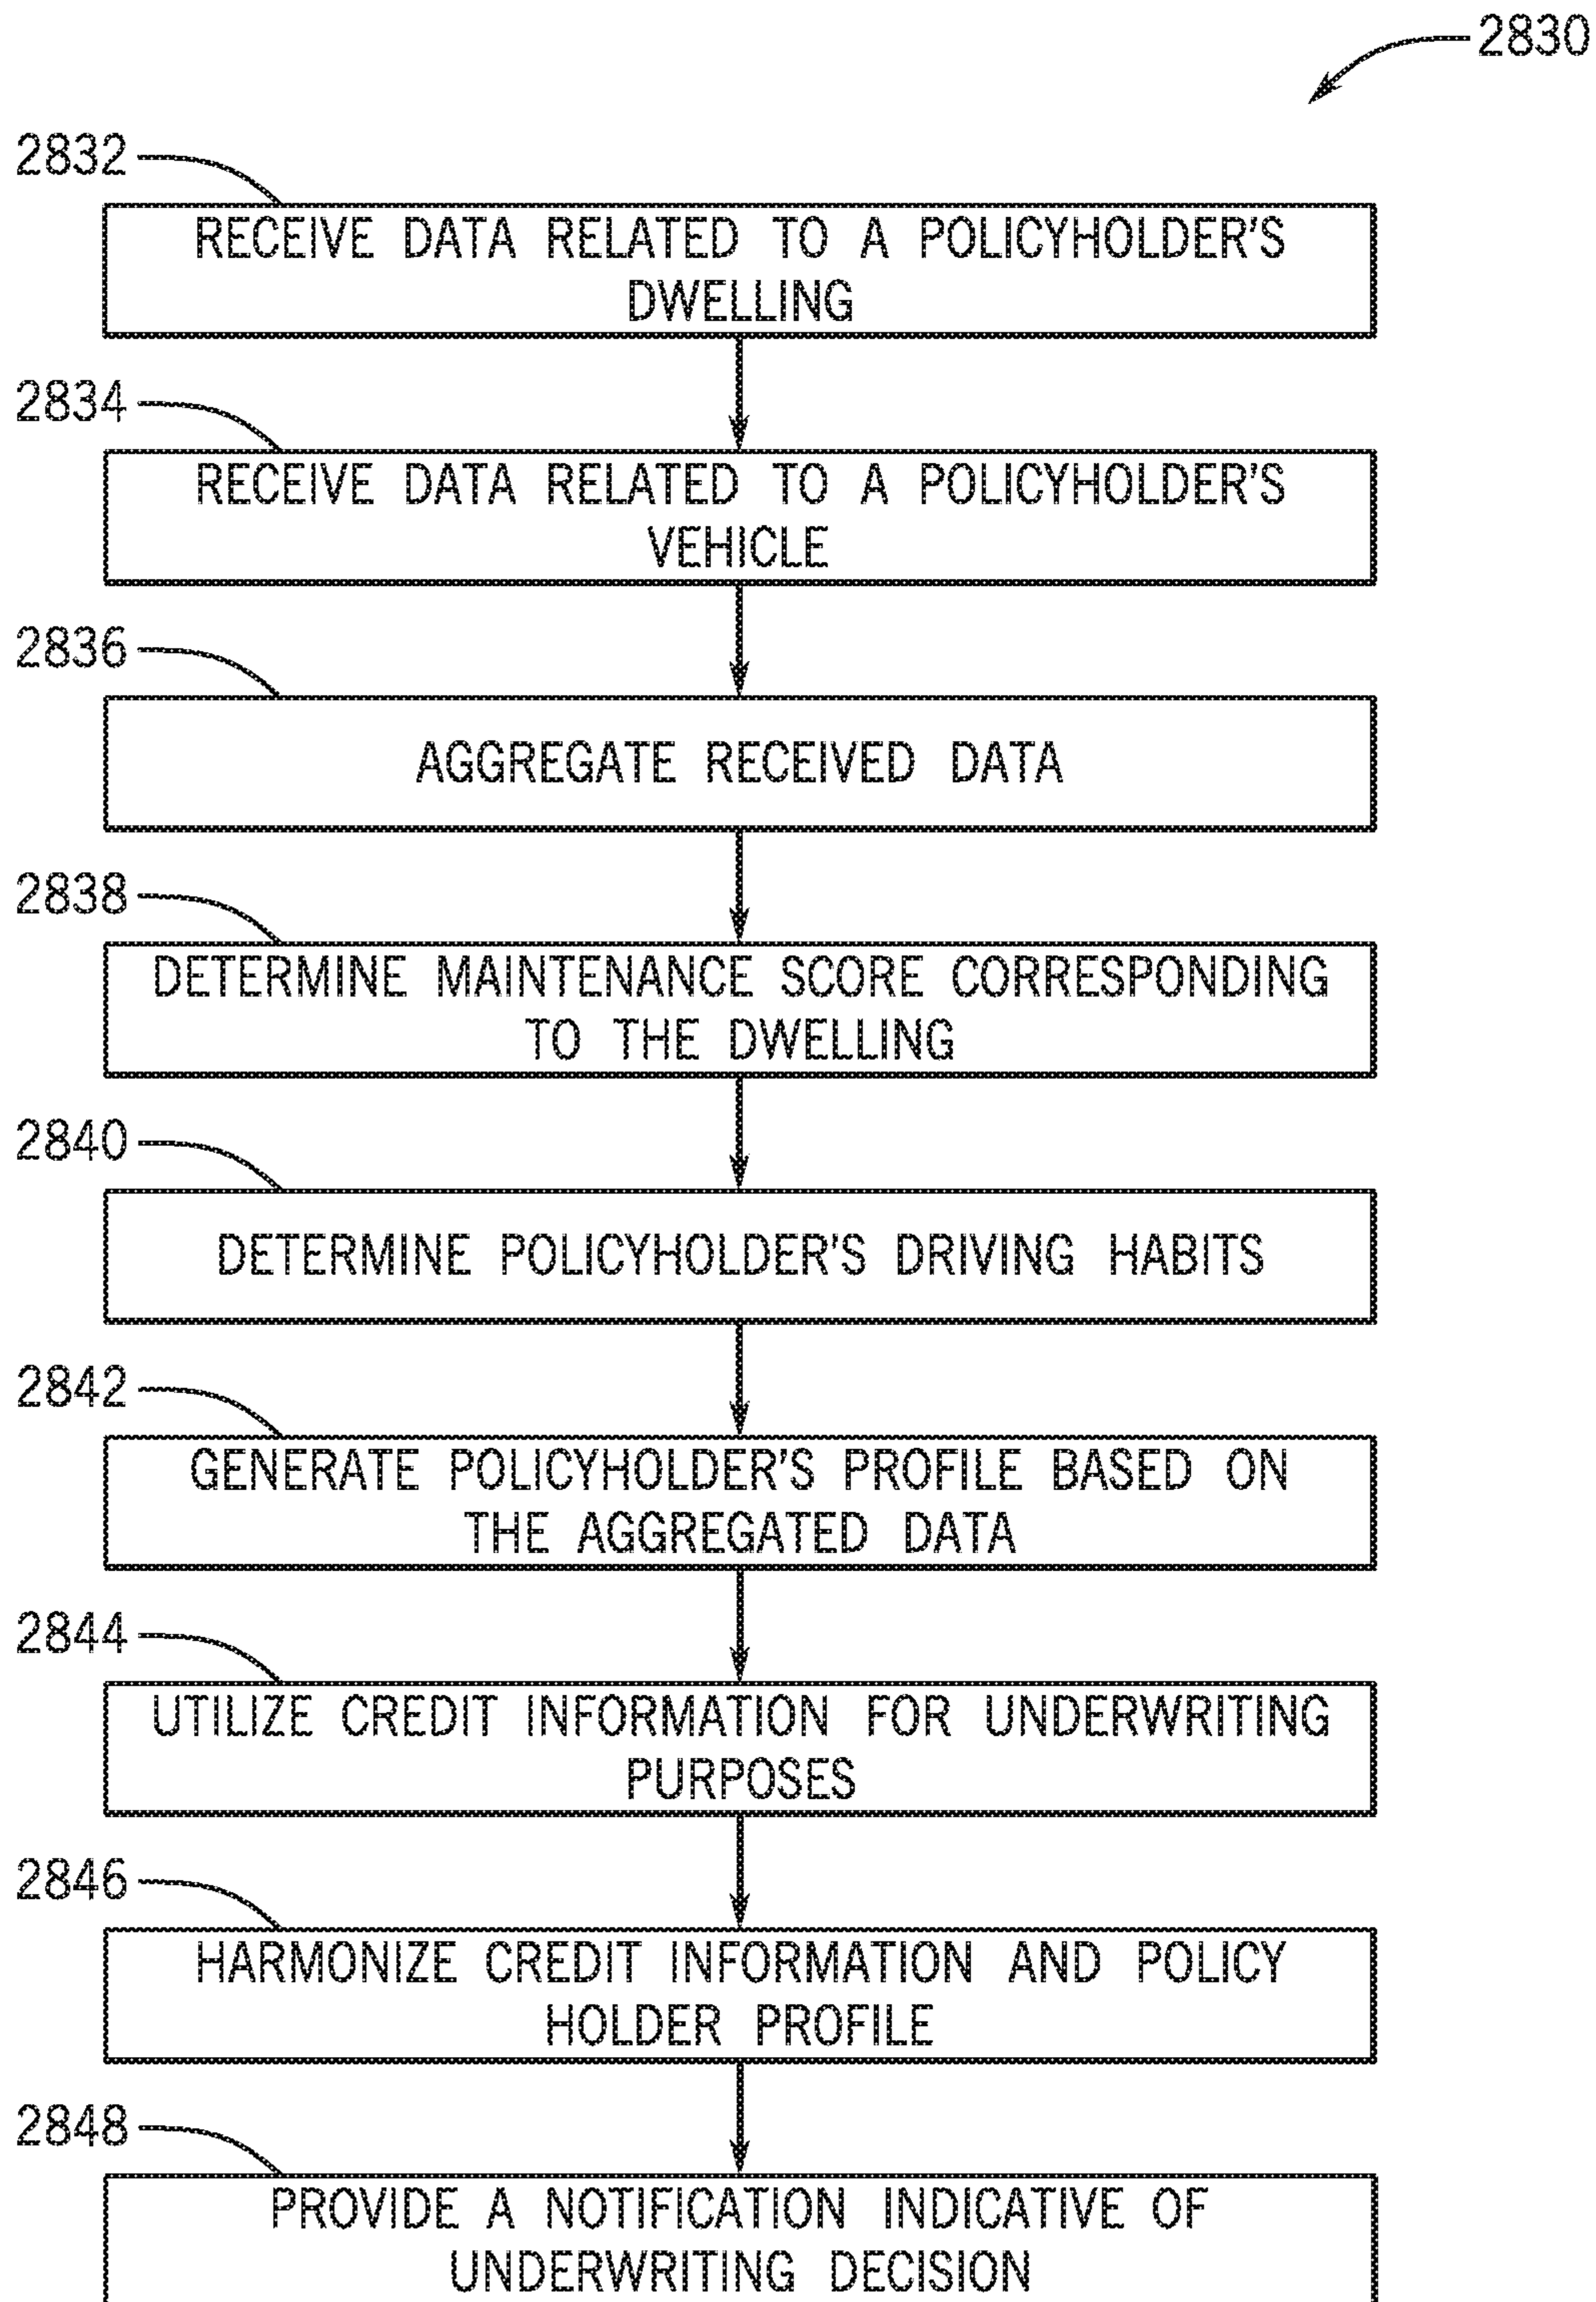 2830
2832
RECEIVE DATA RELATED TO A POLICYHOLDER'S
DWELLING
2834
RECEIVE DATA RELATED TO A POLICYHOLDER'S
VEHICLE
2836
AGGREGATE RECEIVED DATA
2838
DETERMINE MAINTENANCE SCORE CORRESPONDING
TO THE DWELLING
2840
DETERMINE POLICYHOLDER'S DRIVING HABITS
2842
GENERATE POLICYHOLDER'S PROFILE BASED ON
THE AGGREGATED DATA
2844
UTILIZE CREDIT INFORMATION FOR UNDERWRITING
PURPOSES
2846
HARMONIZE CREDIT INFORMATION AND POLICY
HOLDER PROFILE
2848
PROVIDE A NOTIFICATION INDICATIVE OF
UNDERWRITING DECISION